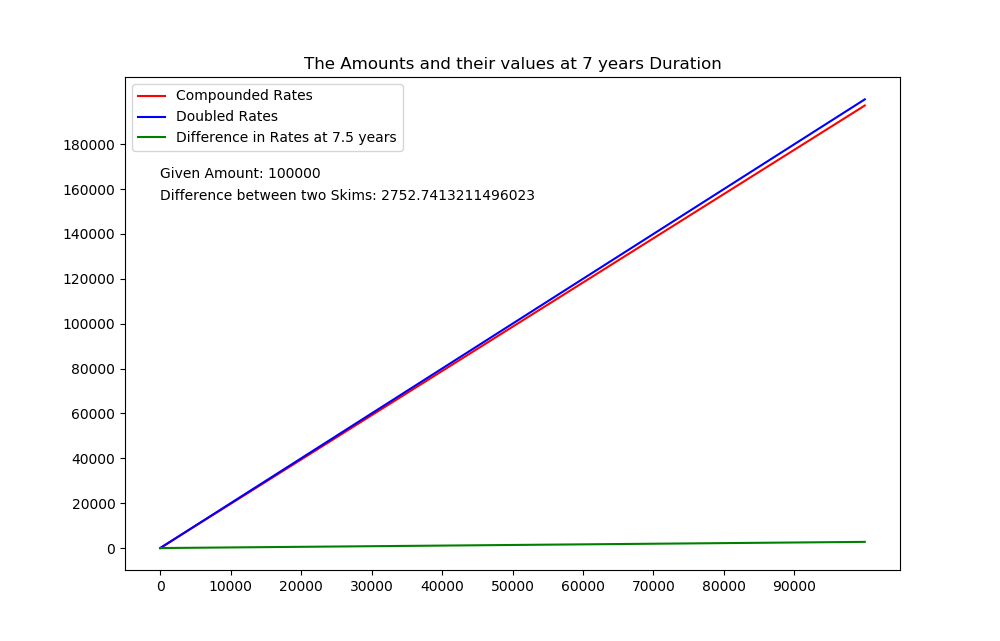 The Amounts and their values at 7 years Duration
Compounded Rates
Doubled Rates
Difference in Rates at 7.5 years
Given Amount: 100000
Difference between two Skims: 2752.7413211496023
180000
160000
140000
120000
100000
80000
60000
40000
20000
0
0 10000 20000 30000 40000 50000 60000 70000 80000 90000